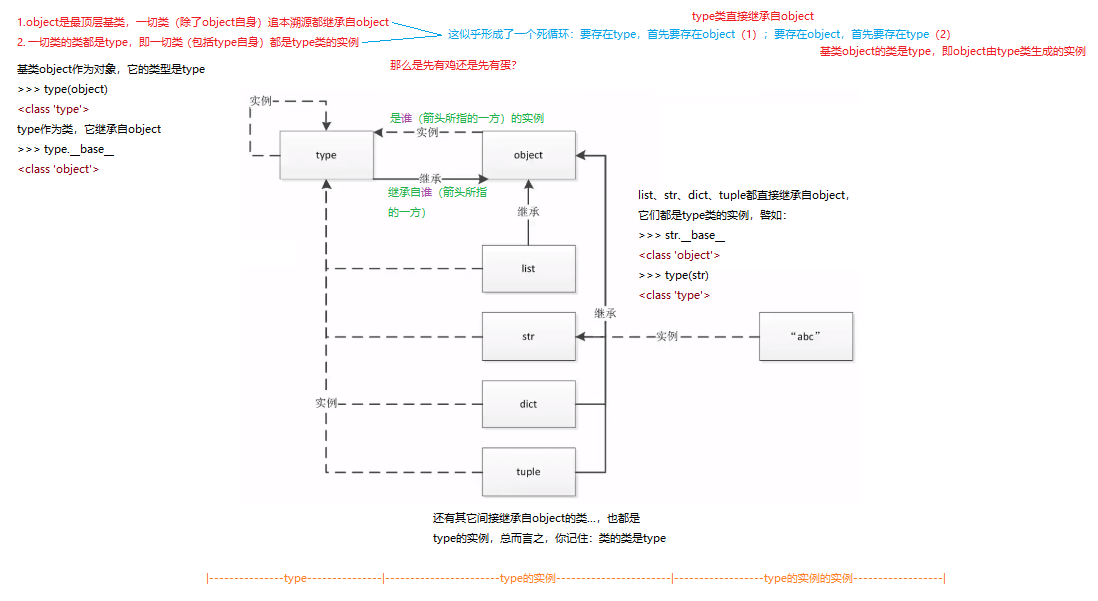 1.object是最顶层基类，一切类（除了object自身）追本溯源都继承自object
2. 一切类的类都是type，即一切类（包括type自身）都是type类的实例
type类直接继承自object
这似乎形成了一个死循环：要存在type，首先要存在object（1）；要存在object，首先要存在type（2）
基类object的类是type，即object由type类生成的实例
那么是先有鸡还是先有蛋？
基类object作为对象，它的类型是type
>>> type(object)
<class 'type'>
type作为类，它继承自object
>>> type.__base__
<class 'object'>
实例
是谁（箭头所指的一方）的实例
实例
type
object
继承
继承自谁（箭头所指
的一方）
继承
list、str、dict、tuple都直接继承自object，
它们都是type类的实例，譬如：
>>> str.__base__
<class 'object'>
>>> type(str)
<class 'type'>
list
继承
str
实例
“abc”
实例
dict
tuple
还有其它间接继承自object的类...，也都是
type的实例，总而言之，你记住：类的类是type
|----------------type----------------|-------------------------type的实例-------------------------|--------------------type的实例的实例--------------------|